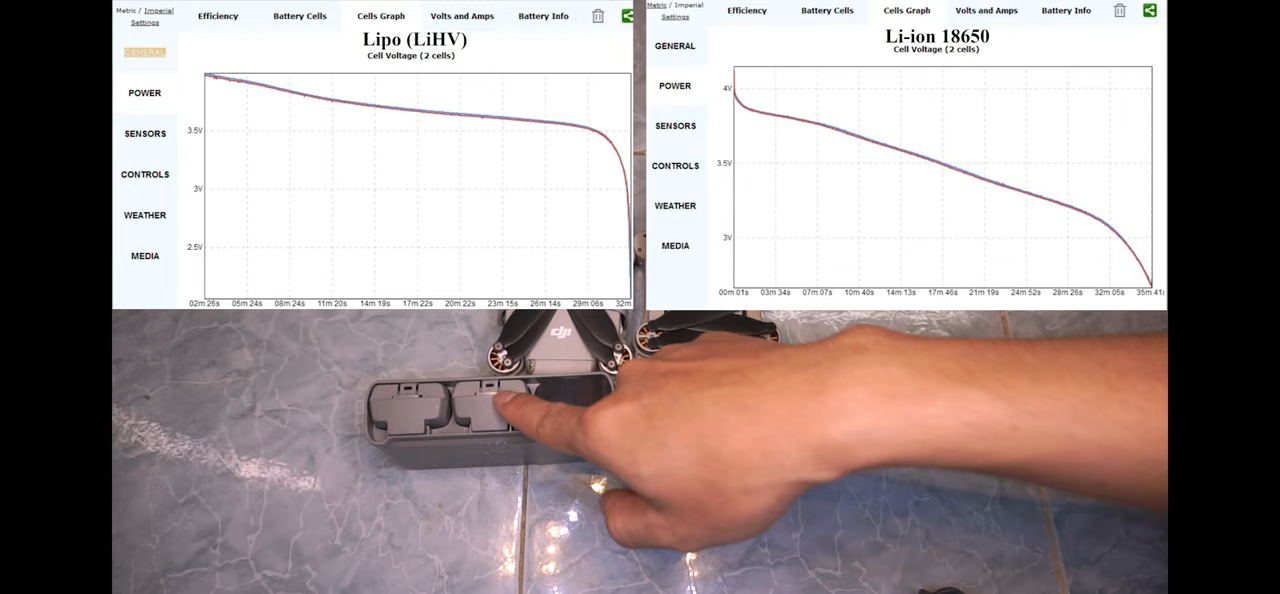 Metric / Imperial
Settings
Efficiency
Battery Cells
Cells Graph
Volts and Amps
Battery Info
Lipo (LiHV)
Cell Voltage (2 cells)
GENERAL
POWER
SENSORS
CONTROLS
WEATHER
MEDIA
3.5V
3V
2.5V
02m 26s
05m 24s
08m 24s
11m 20s
14m 19s
17m 22s
20m 22s
23m 15s
26m 14s
29m 06s
32m
Metric / Imperial
Settings
Efficiency
Battery Cells
Cells Graph
Volts and Amps
Battery Info
Li-ion 18650
Cell Voltage (2 cells)
GENERAL
POWER
SENSORS
CONTROLS
WEATHER
MEDIA
4V
3.5V
3V
00m 01s
03m 34s
07m 07s
10m 40s
14m 13s
17m 46s
21m 19s
24m 52s
28m 26s
32m 05s
35m 41s
dji